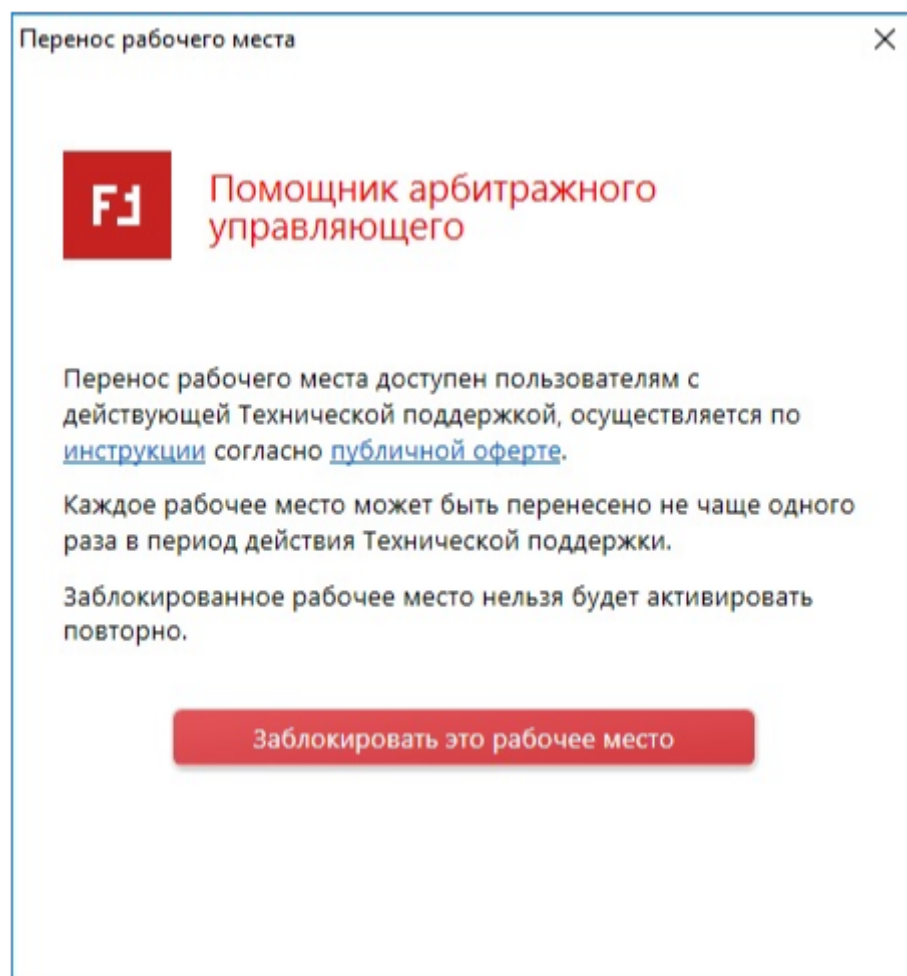 Перенос рабочего места
Помощник арбитражного
управляющего
Перенос рабочего места доступен пользователям с
действующей Технической поддержкой, осуществляется по
инструкции согласно публичной оферте.
Каждое рабочее место может быть перенесено не чаще одного
раза в период действия Технической поддержки.
Заблокированное рабочее место нельзя будет активировать
повторно.
Заблокировать это рабочее место